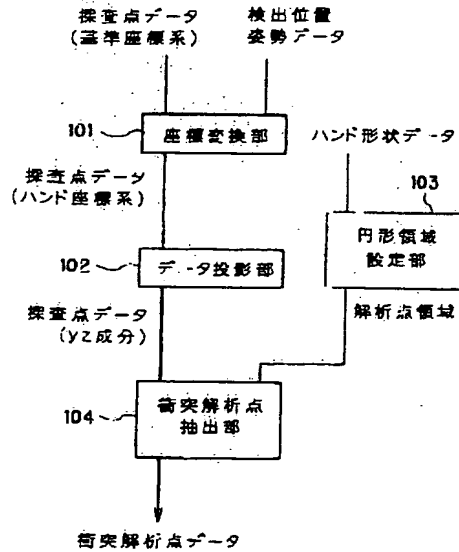 探査点データ
(基準座標系)
検出位置
姿勢データ
101
座標変換部
ハンド形状データ
探査点データ
(ハンド座標系)
103
円形領域
設定部
102
データ投影部
探査点データ
(yz成分)
解析点領域
104
衝突解析点
抽出部
衝突解析点データ